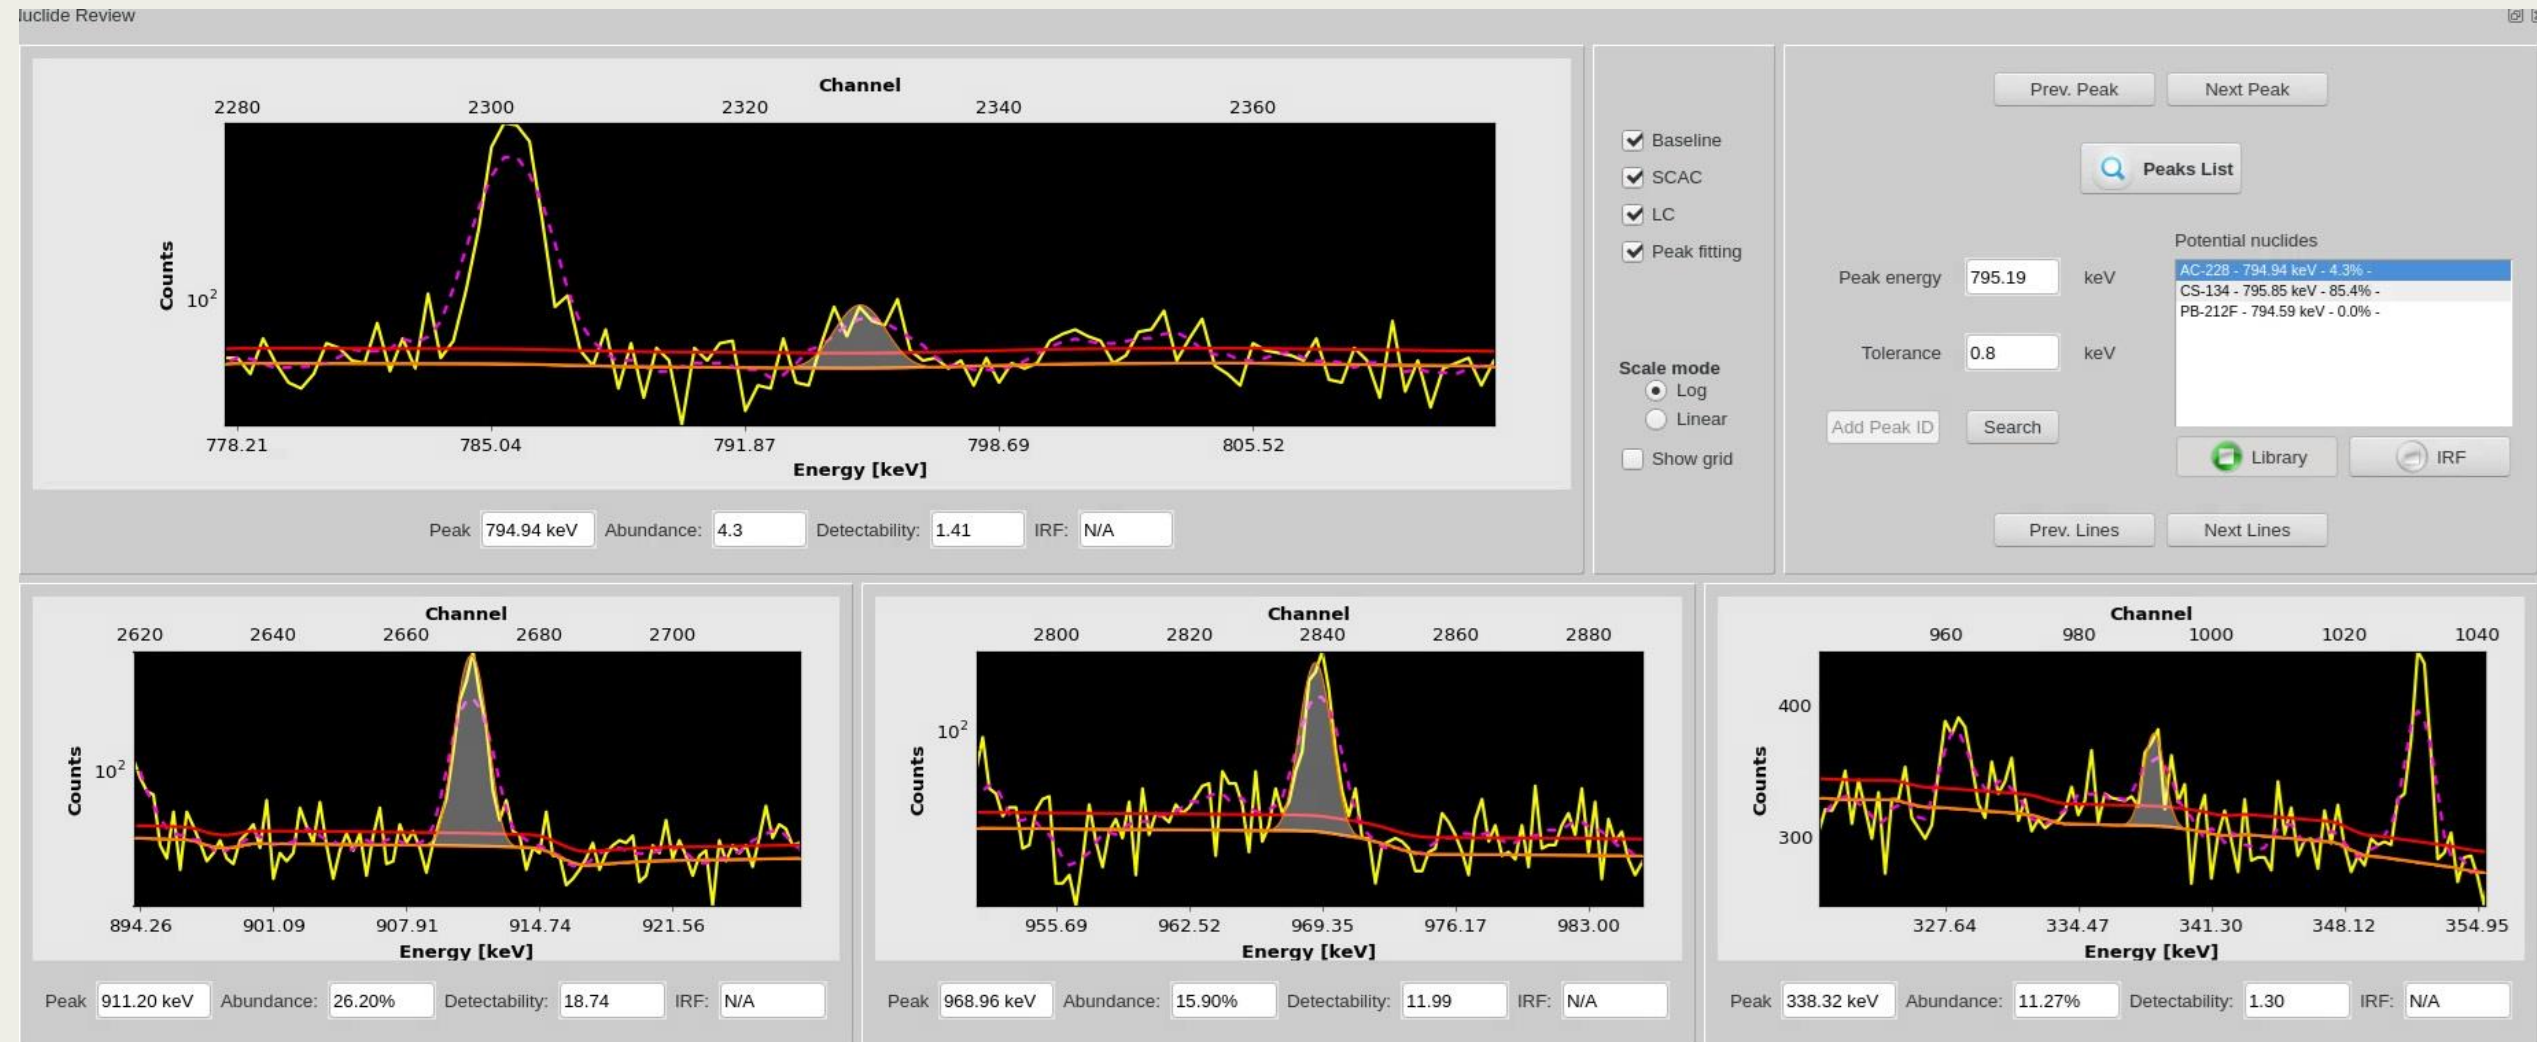 uclide Review
Channel
2280 2300 2320 2340 2360
Counts
10²
778.21 785.04 791.87 798.69 805.52
Energy [keV]
Peak 794.94 keV Abundance: 4.3 Detectability: 1.41 IRF: N/A
Baseline
SCAC
LC
Peak fitting
Scale mode
Log
Linear
Show grid
Prev. Peak Next Peak
Peaks List
Potential nuclides
AC-228 - 794.94 keV - 4.3% -
CS-134 - 795.85 keV - 85.4% -
PB-212F - 794.59 keV - 0.0% -
Peak energy 795.19 keV
Tolerance 0.8 keV
Add Peak ID Search
Library IRF
Prev. Lines Next Lines
Channel
2620 2640 2660 2680 2700
Counts
10²
894.26 901.09 907.91 914.74 921.56
Energy [keV]
Peak 911.20 keV Abundance: 26.20% Detectability: 18.74 IRF: N/A
Channel
2800 2820 2840 2860 2880
Counts
10²
955.69 962.52 969.35 976.17 983.00
Energy [keV]
Peak 968.96 keV Abundance: 15.90% Detectability: 11.99 IRF: N/A
Channel
960 980 1000 1020 1040
Counts
400
300
327.64 334.47 341.30 348.12 354.95
Energy [keV]
Peak 338.32 keV Abundance: 11.27% Detectability: 1.30 IRF: N/A